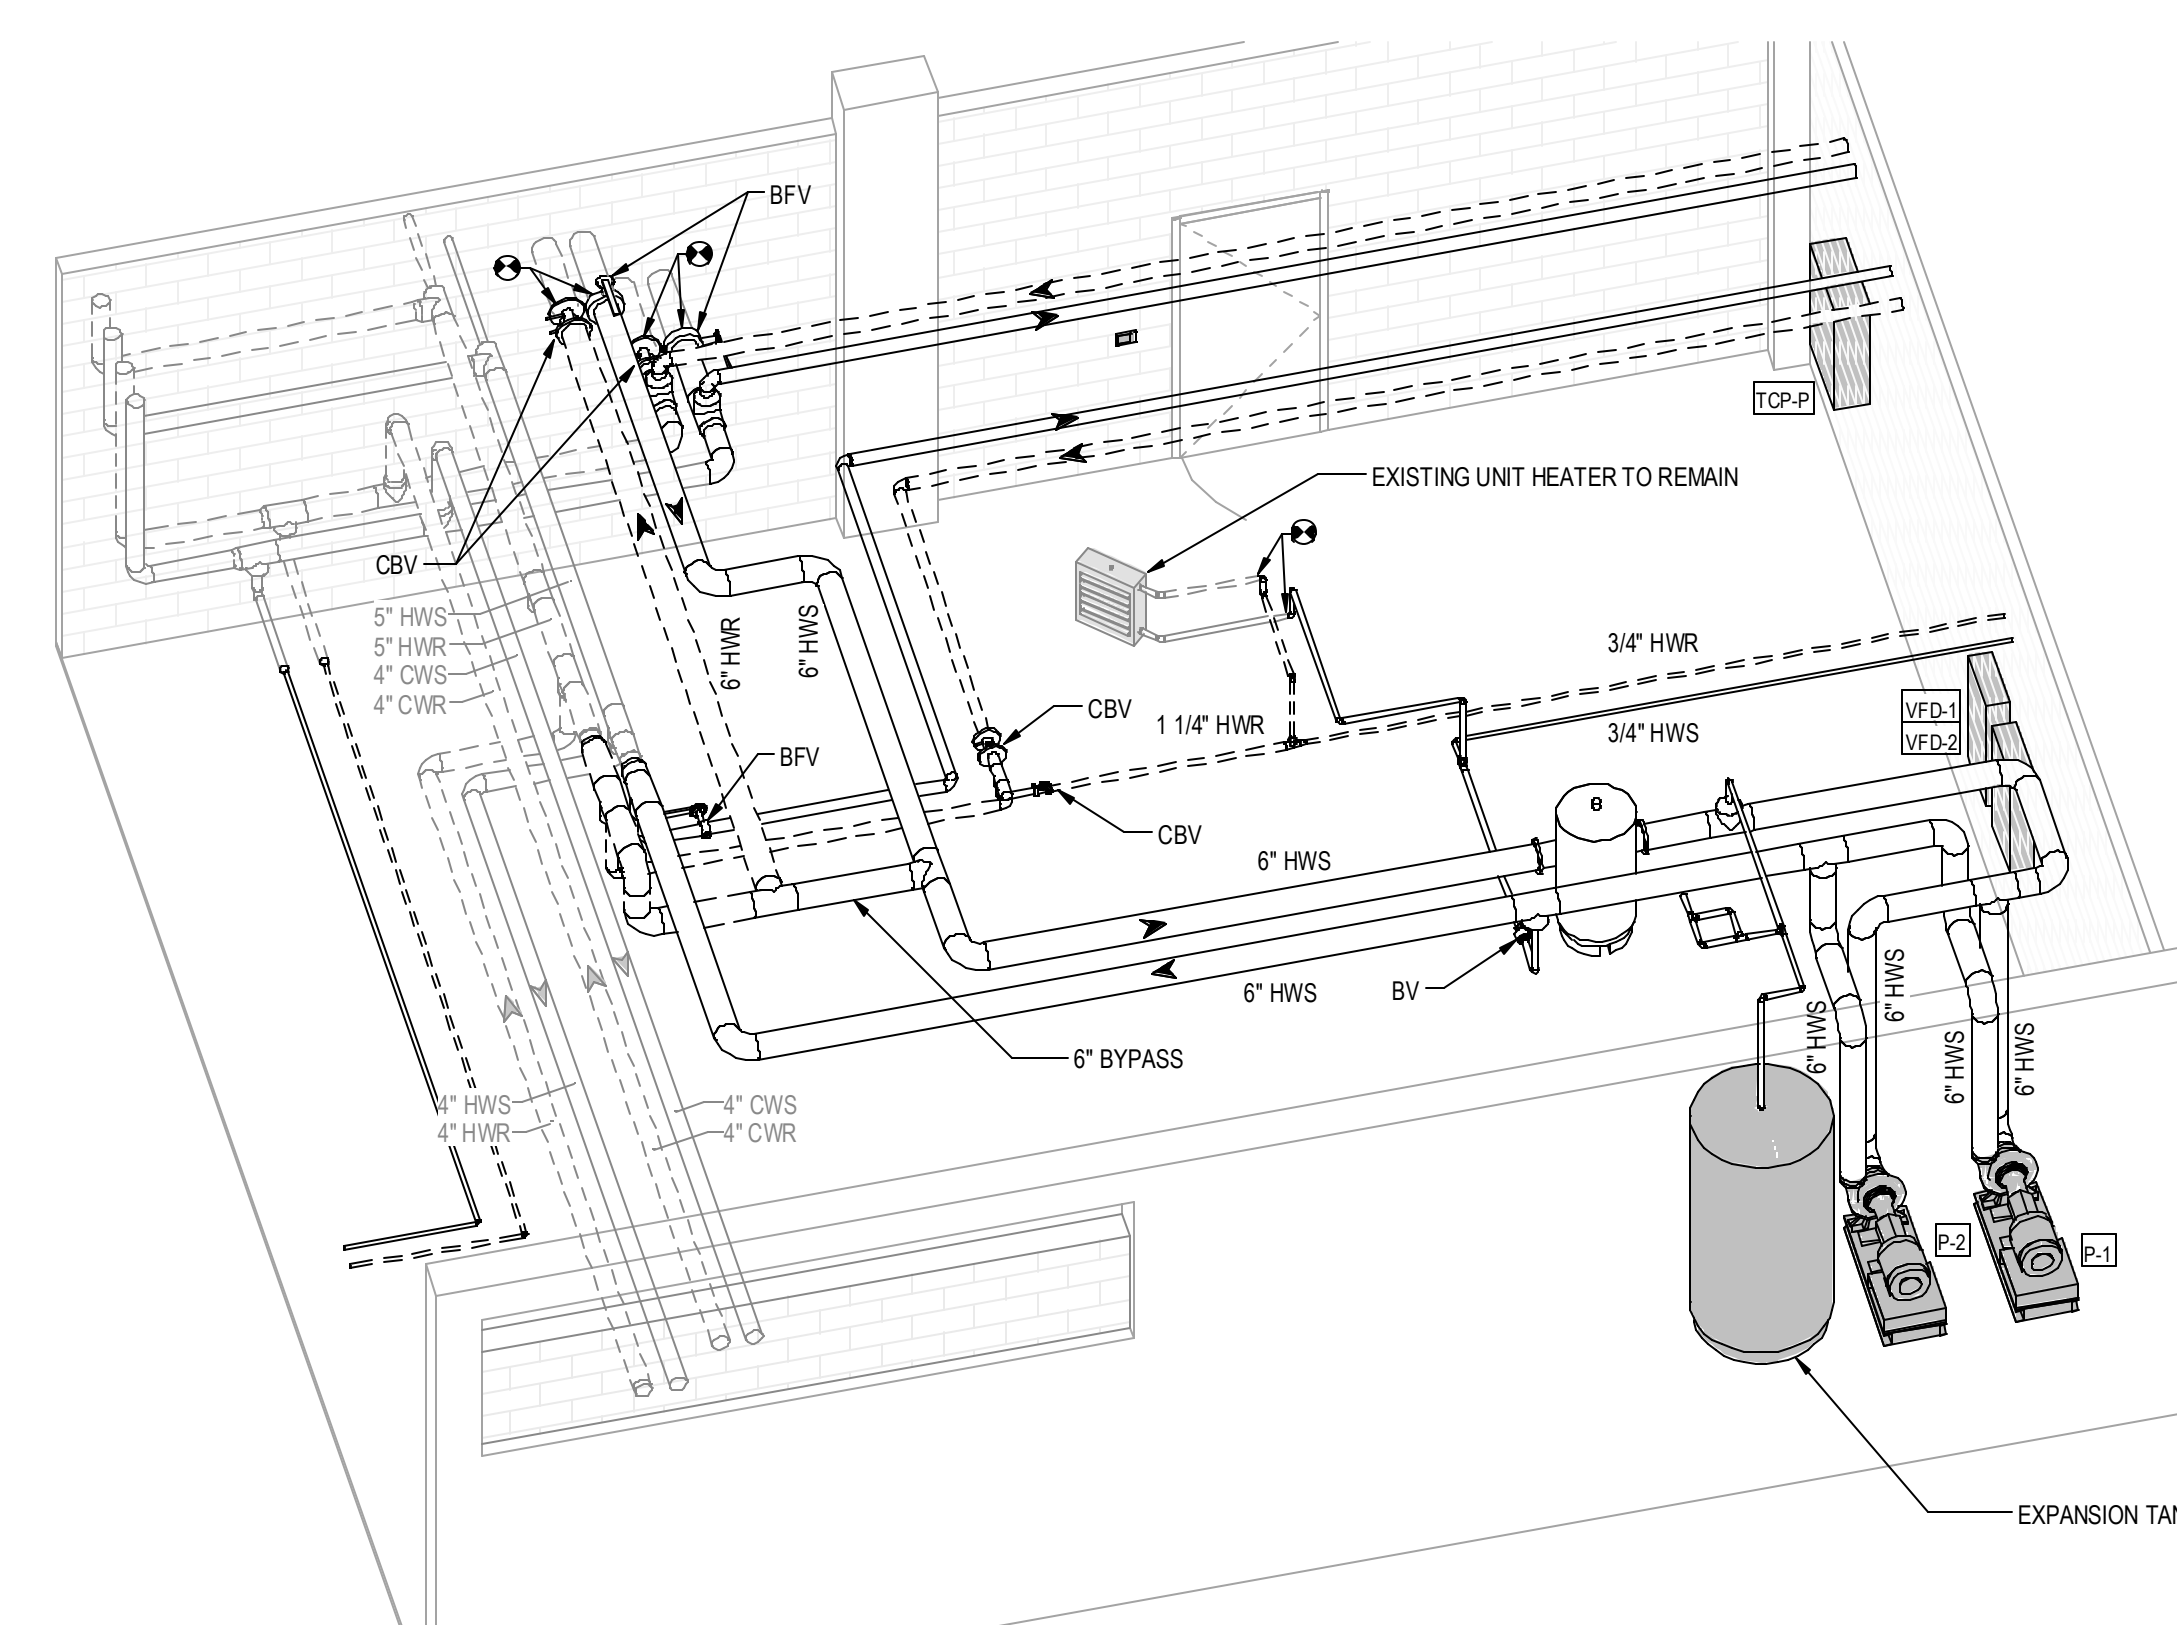 BFV
TCP-P
EXISTING UNIT HEATER TO REMAIN
CBV
5" HWS
5" HWR
4" CWS
4" CWR
6" HWR
6" HWS
3/4" HWR
3/4" HWS
VFD-1
VFD-2
CBV
1 1/4" HWR
BFV
CBV
6" HWS
6" HWS
BV
6" BYPASS
6" HWS
6" HWS
6" HWS
6" HWS
4" HWS
4" HWR
4" CWS
4" CWR
P-2
P-1
EXPANSION